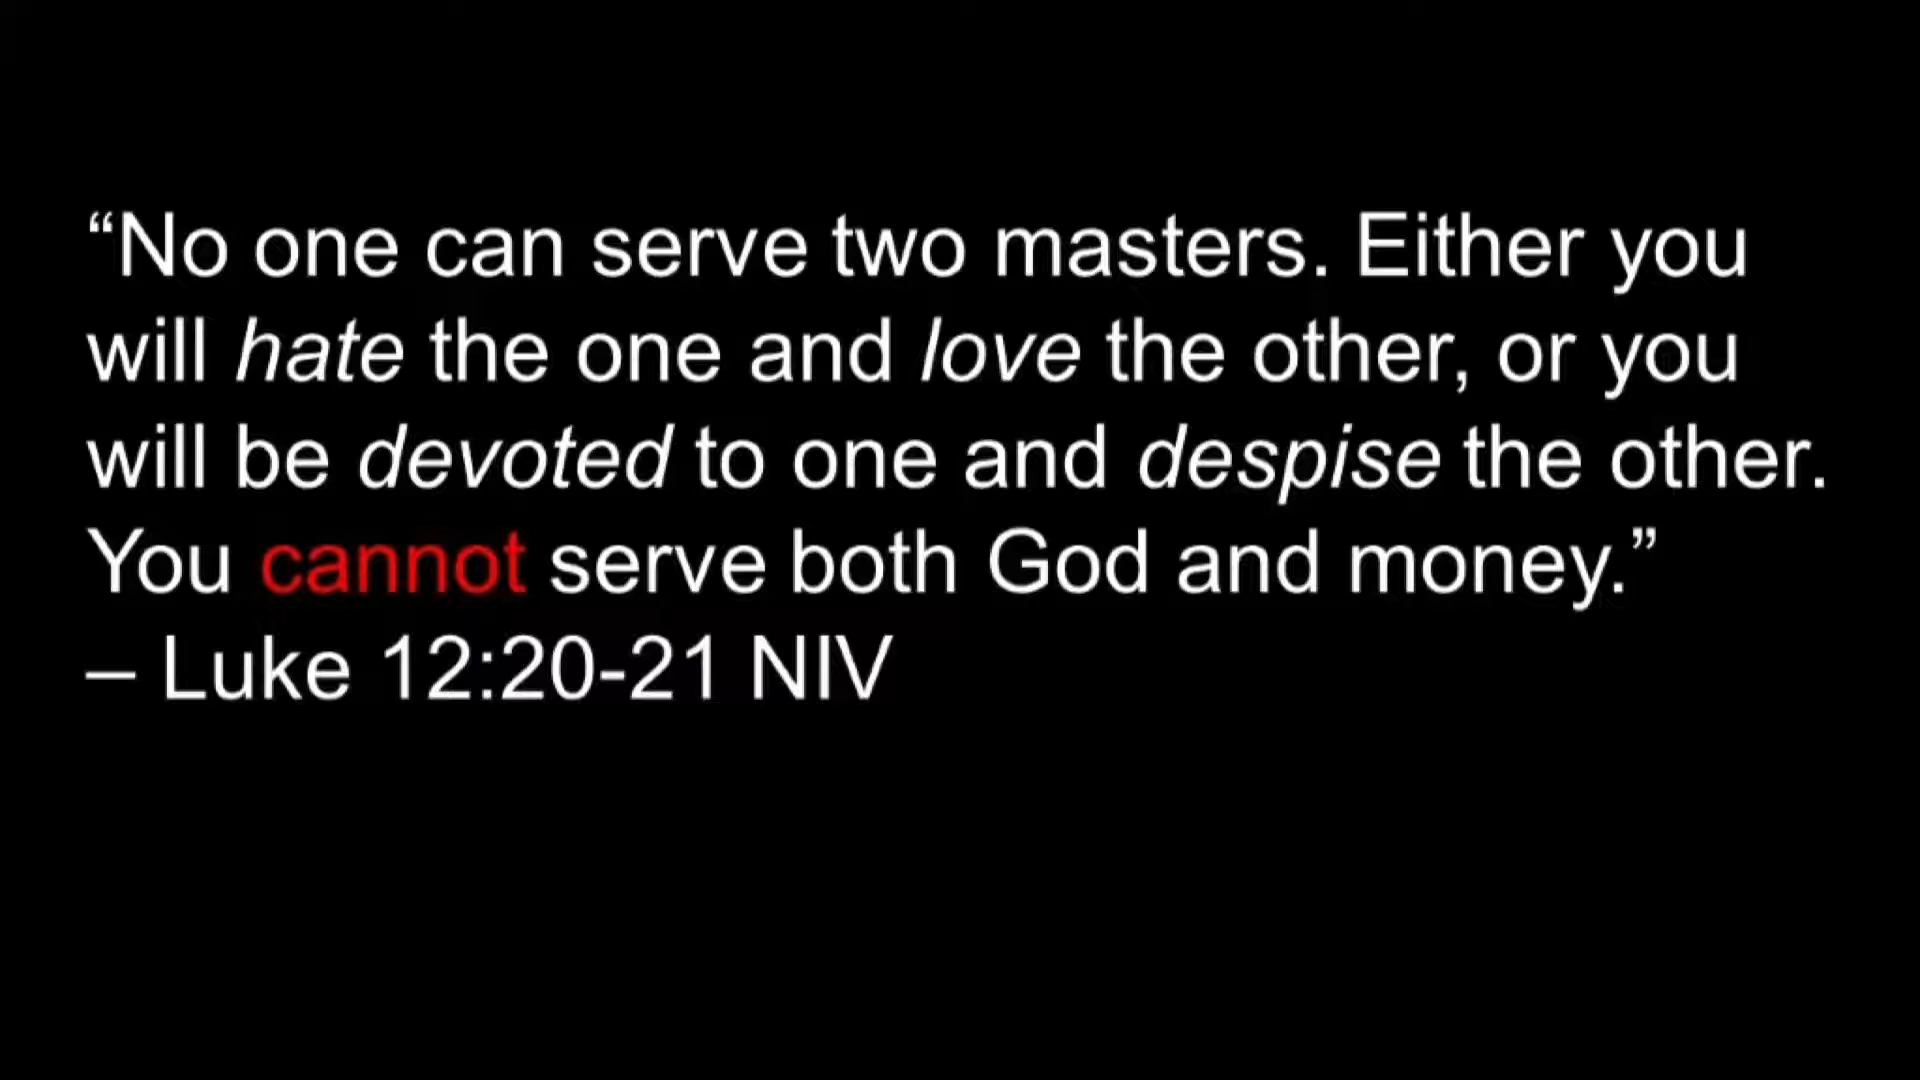 “No one can serve two masters. Either you
will hate the one and love the other, or you
will be devoted to one and despise the other.
You cannot serve both God and money.”
– Luke 12:20-21 NIV